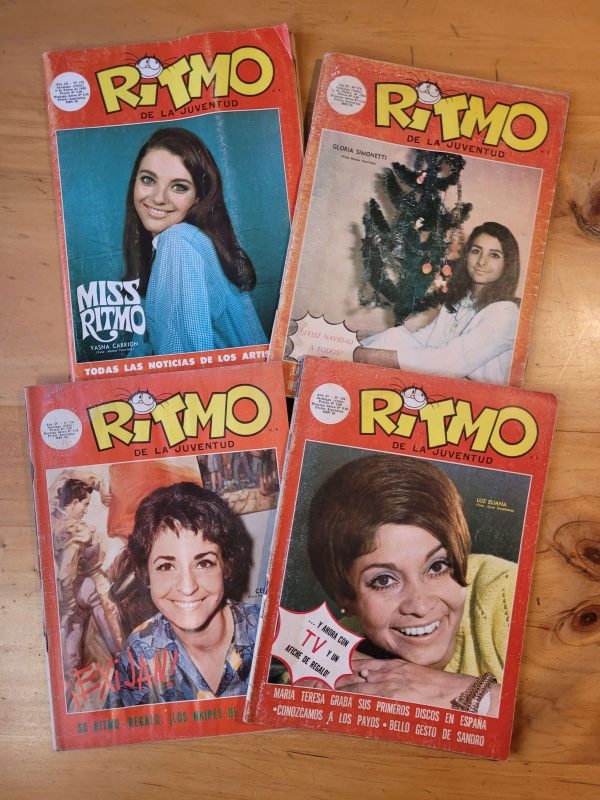 RiTMO
DE LA JUVENTUD
MISS
RITMO
YASNA CARRION
TODAS LAS NOTICIAS DE LOS ARTIS
RiTMO
DE LA JUVENTUD
GLORIA SIMONETTI
¡FELIZ NAVIDAD
A TODOS!
RiTMO
DE LA JUVENTUD
¡EXiJAN!
SU RITMO-REGALO: ¡LOS NAIPES DE
RiTMO
DE LA JUVENTUD
LUZ ELIANA
... Y AHORA CON
TV Y UN
AFICHE DE REGALO!
MARIA TERESA GRABÓ SUS PRIMEROS DISCOS EN ESPAÑA
•CONOZCAMOS A LOS PAYOS • BELLO GESTO DE SANDRO